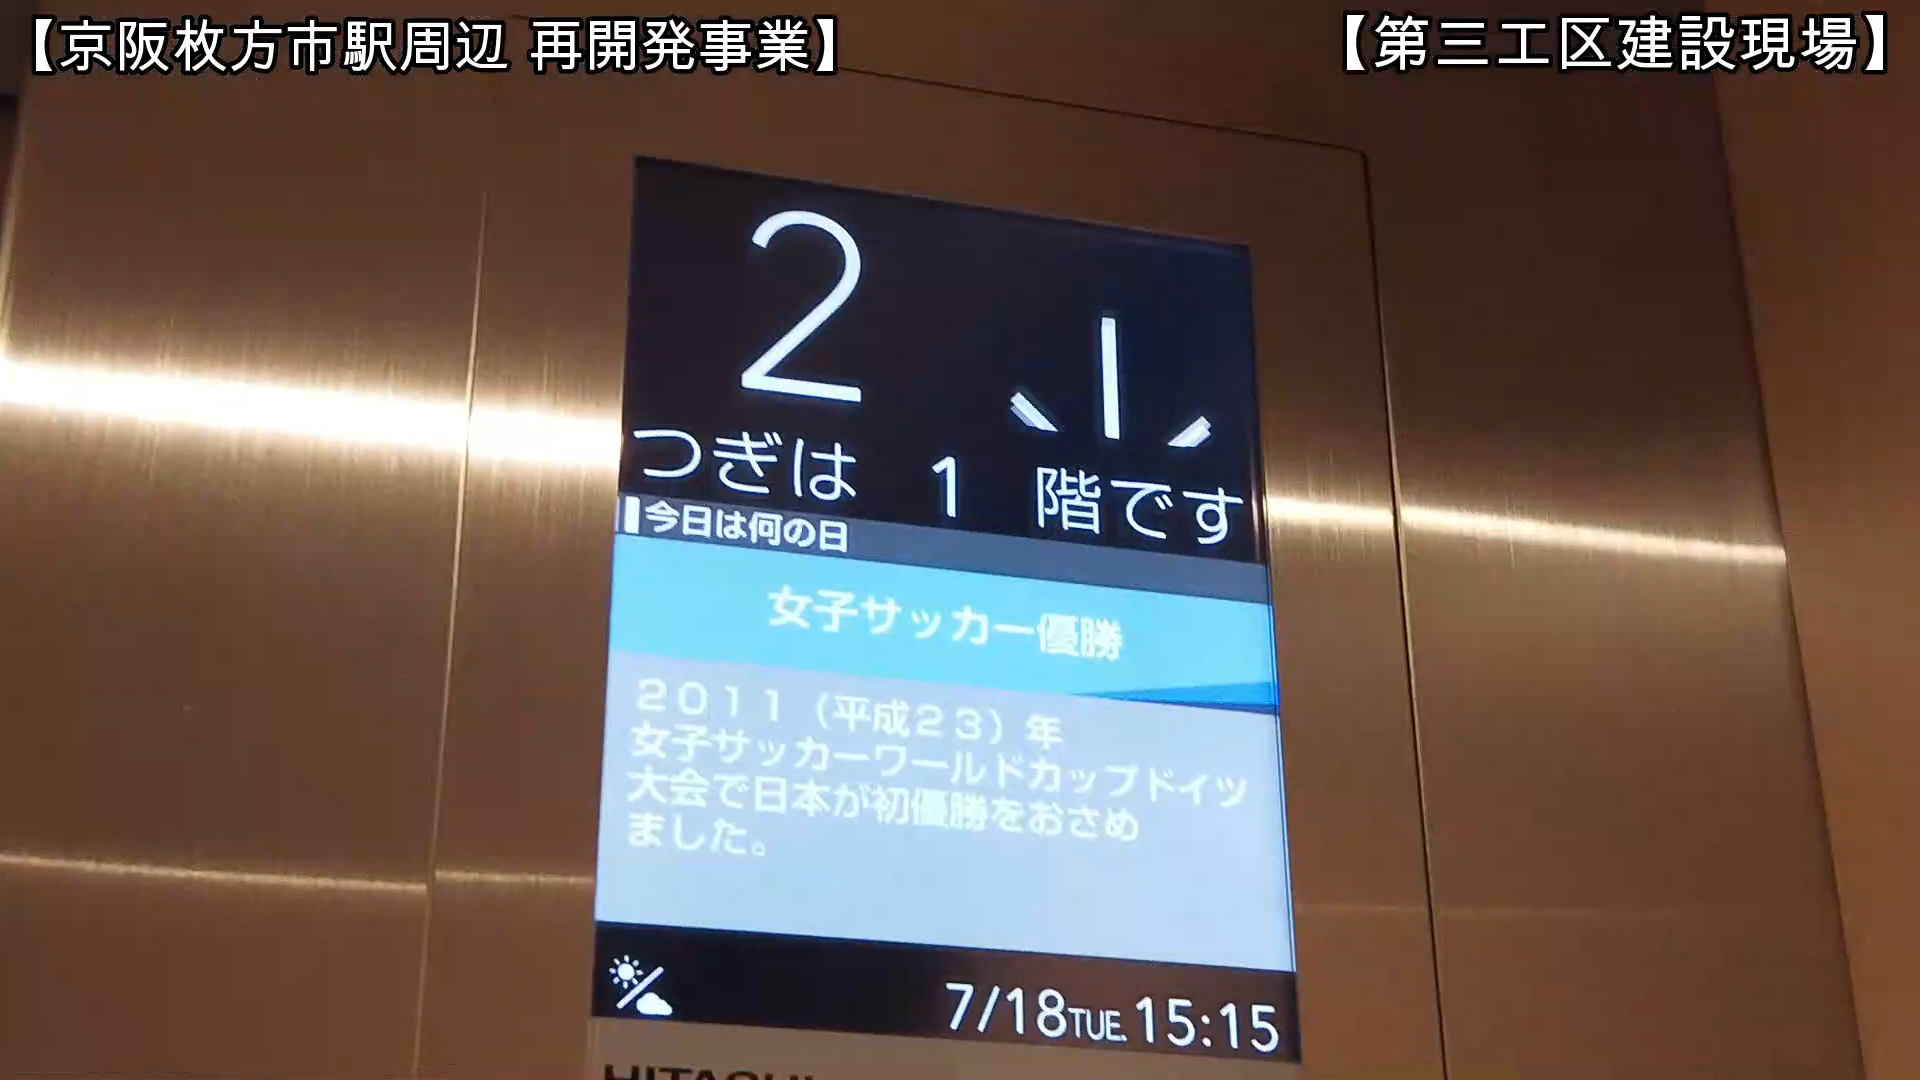 【京阪枚方市駅周辺 再開発事業】
【第三工区建設現場】
2
つぎは 1 階です
今日は何の日
女子サッカー優勝
2011（平成23）年
女子サッカーワールドカップドイツ
大会で日本が初優勝をおさめ
ました。
7/18TUE. 15:15
HITACHI